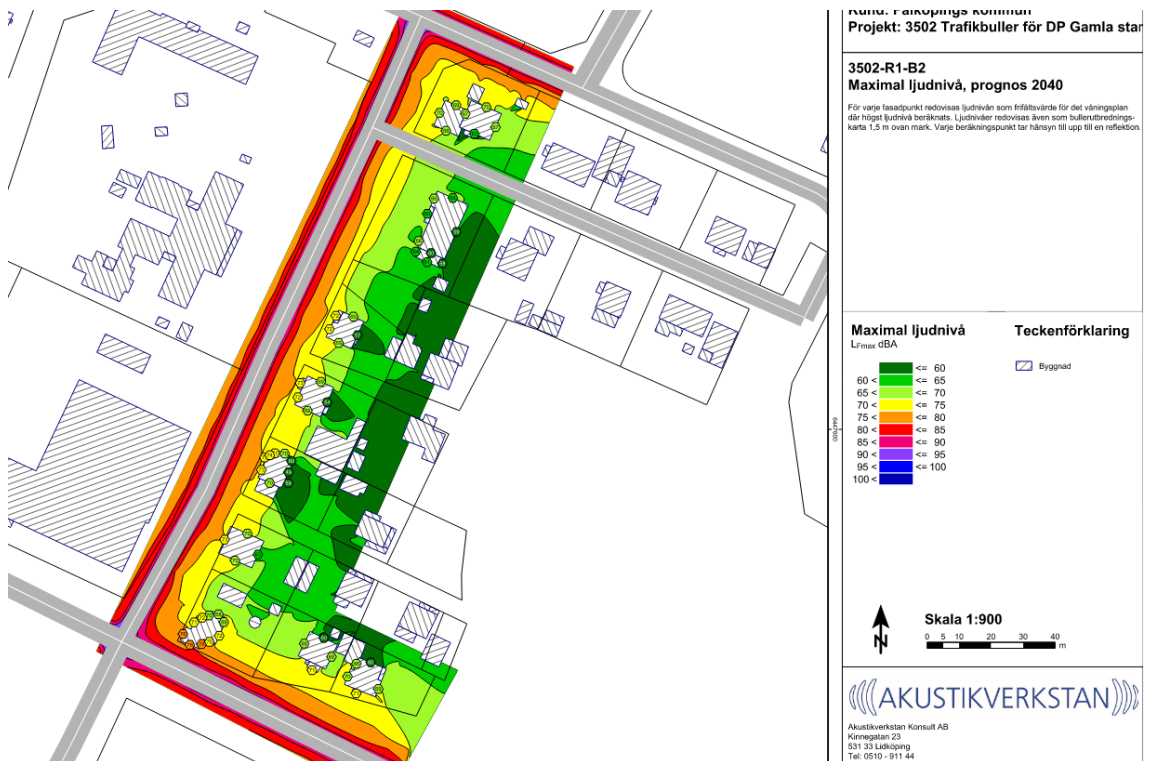 Kund: Falköpings kommun
Projekt: 3502 Trafikbuller för DP Gamla star
3502-R1-B2
Maximal ljudnivå, prognos 2040
För varje fasadpunkt redovisas ljudnivån som frifältsvärde för det våningsplan
där högst ljudnivå beräknats. Ljudnivåer redovisas även som bullerutbrednings-
karta 1,5 m ovan mark. Varje beräkningspunkt tar hänsyn till upp till en reflektion.
Maximal ljudnivå
LFmax dBA
<= 60
60 < <= 65
65 < <= 70
70 < <= 75
75 < <= 80
80 < <= 85
85 < <= 90
90 < <= 95
95 < <= 100
100 <
Teckenförklaring
Byggnad
6447600
N
Skala 1:900
0 5 10 20 30 40
m
AKUSTIKVERKSTAN
Akustikverkstan Konsult AB
Kinnegatan 23
531 33 Lidköping
Tel: 0510 - 911 44